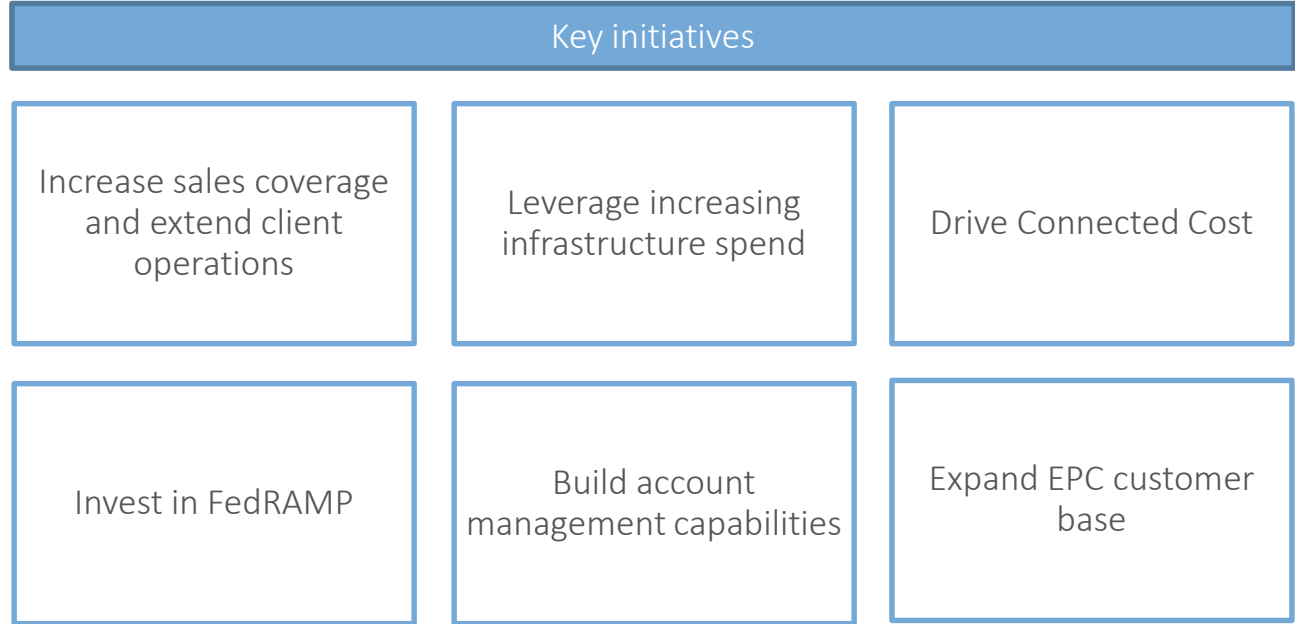 Key initiatives
Increase sales coverage
and extend client
operations
Leverage increasing
infrastructure spend
Drive Connected Cost
Invest in FedRAMP
Build account
management capabilities
Expand EPC customer
base